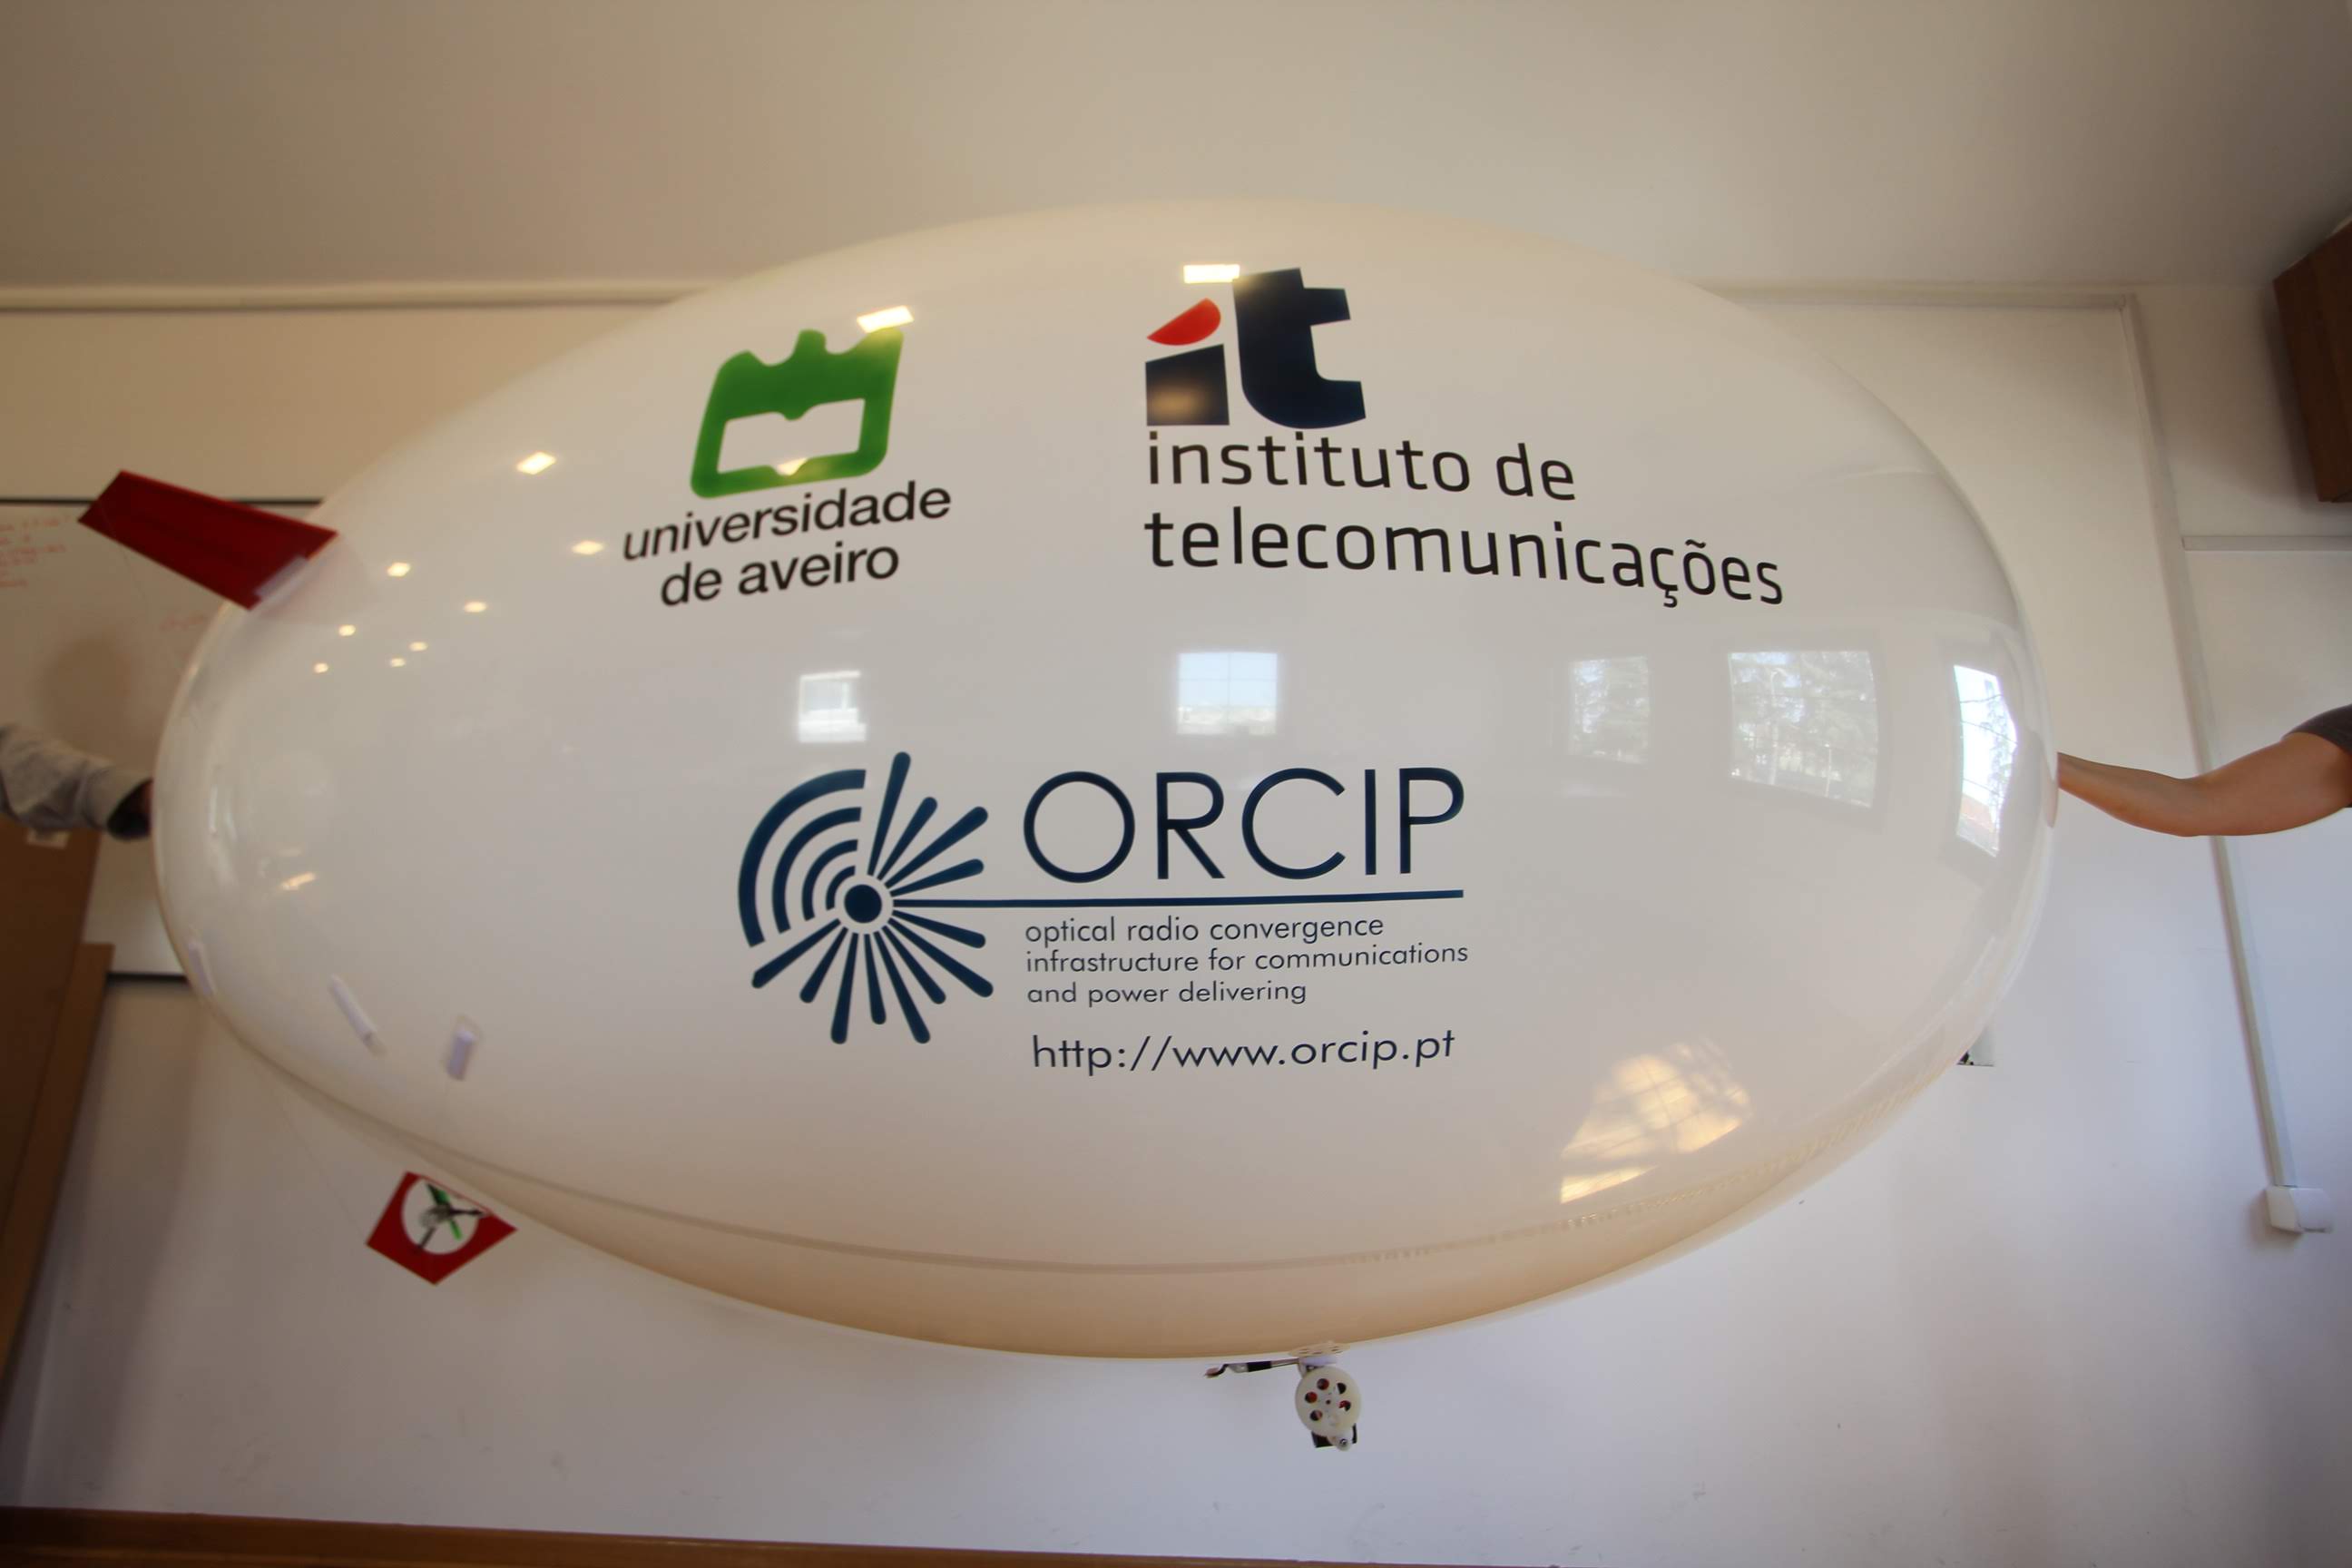 universidade
de aveiro
it
instituto de
telecomunicações
ORCIP
optical radio convergence
infrastructure for communications
and power delivering
http://www.orcip.pt